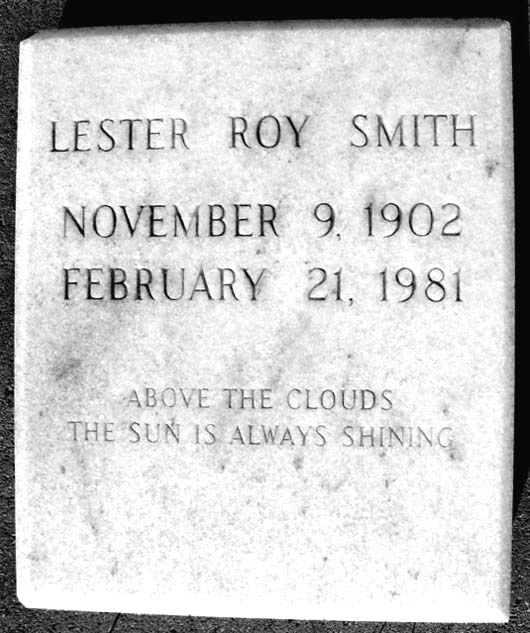 LESTER ROY SMITH
NOVEMBER 9, 1902
FEBRUARY 21, 1981
ABOVE THE CLOUDS
THE SUN IS ALWAYS SHINING